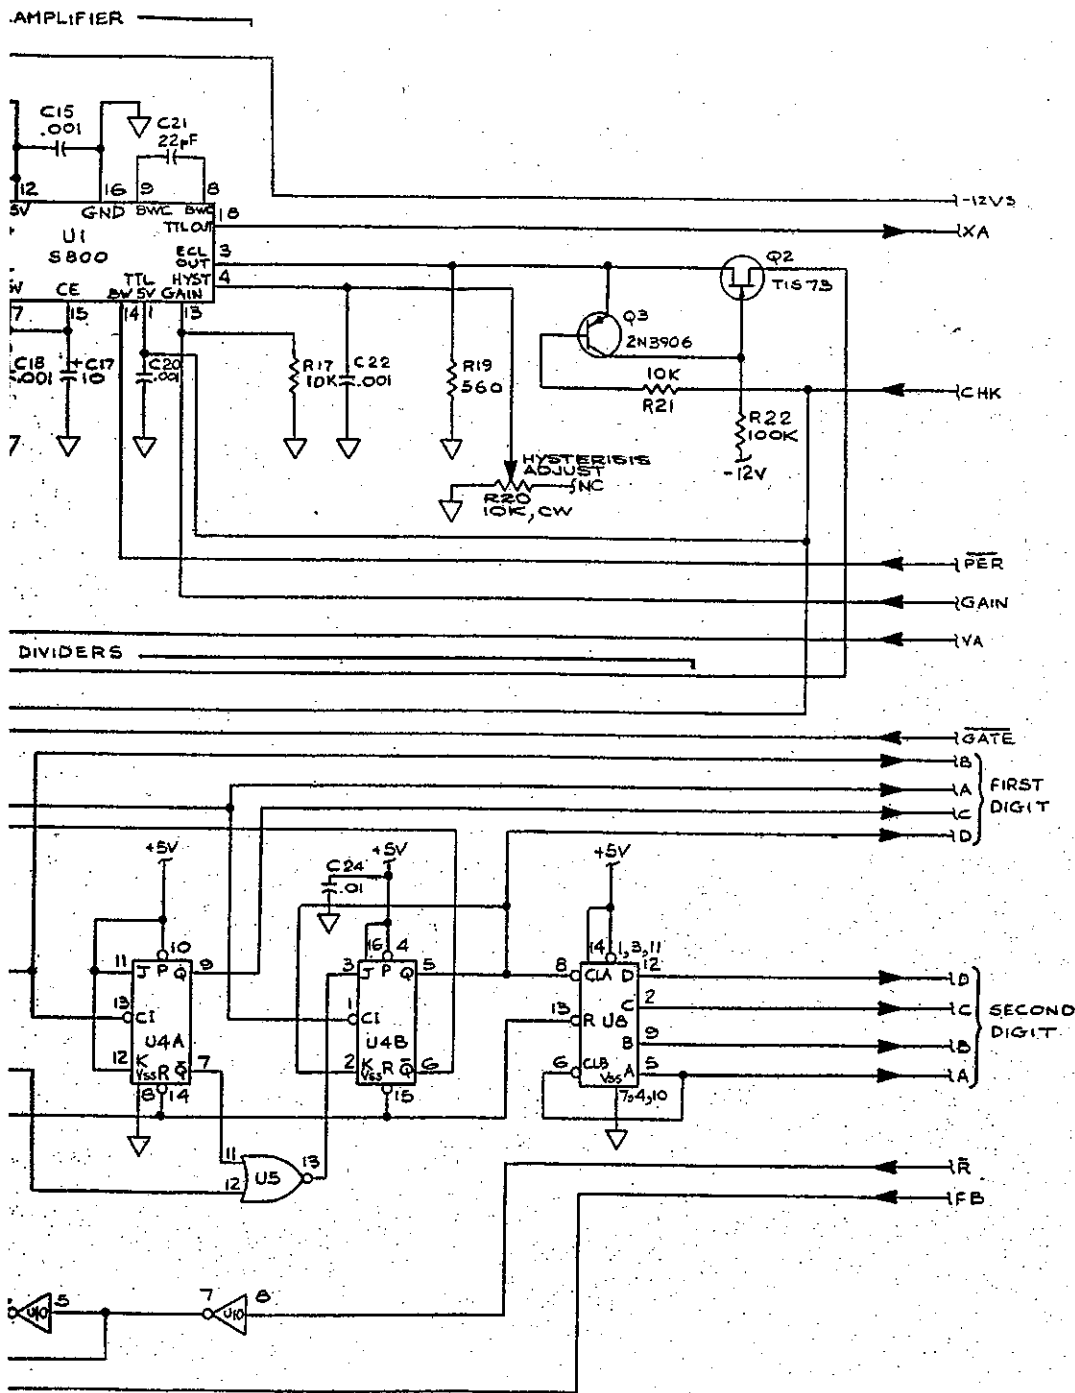 AMPLIFIER
C15
.001
C21
22pF
12
16
9
8
5V
GND
BWC
BWC
18
TTL OUT
-12V3
XA
U1
5800
ECL
OUT
3
HYST
4
Q2
TIS73
TTL
5V
BW
GAIN
CE
7
15
14
1
13
Q3
2N3906
C18
.001
+
C17
10
C20
.001
R17
10K
C22
.001
R19
560
10K
R21
CHK
R22
100K
-12V
HYSTERISIS
ADJUST
NC
R20
10K, CW
PER
GAIN
VA
DIVIDERS
GATE
B
A
C
D
FIRST
DIGIT
+5V
C24
.01
+5V
+5V
10
11 J P Q 9
13
CI
U4A
12 K
VSS R Q 7
8 14
16 4
3 J P Q 5
1
CI
U4B
2 K
VSS R Q 6
15
14 1,3,11
8 CLA D 12
C 2
13 R U8
B 9
6 CLB
VSS A 5
7,4,10
D
C
B
A
SECOND
DIGIT
11
12
U5
13
R
FB
U10
5
7
U10
8